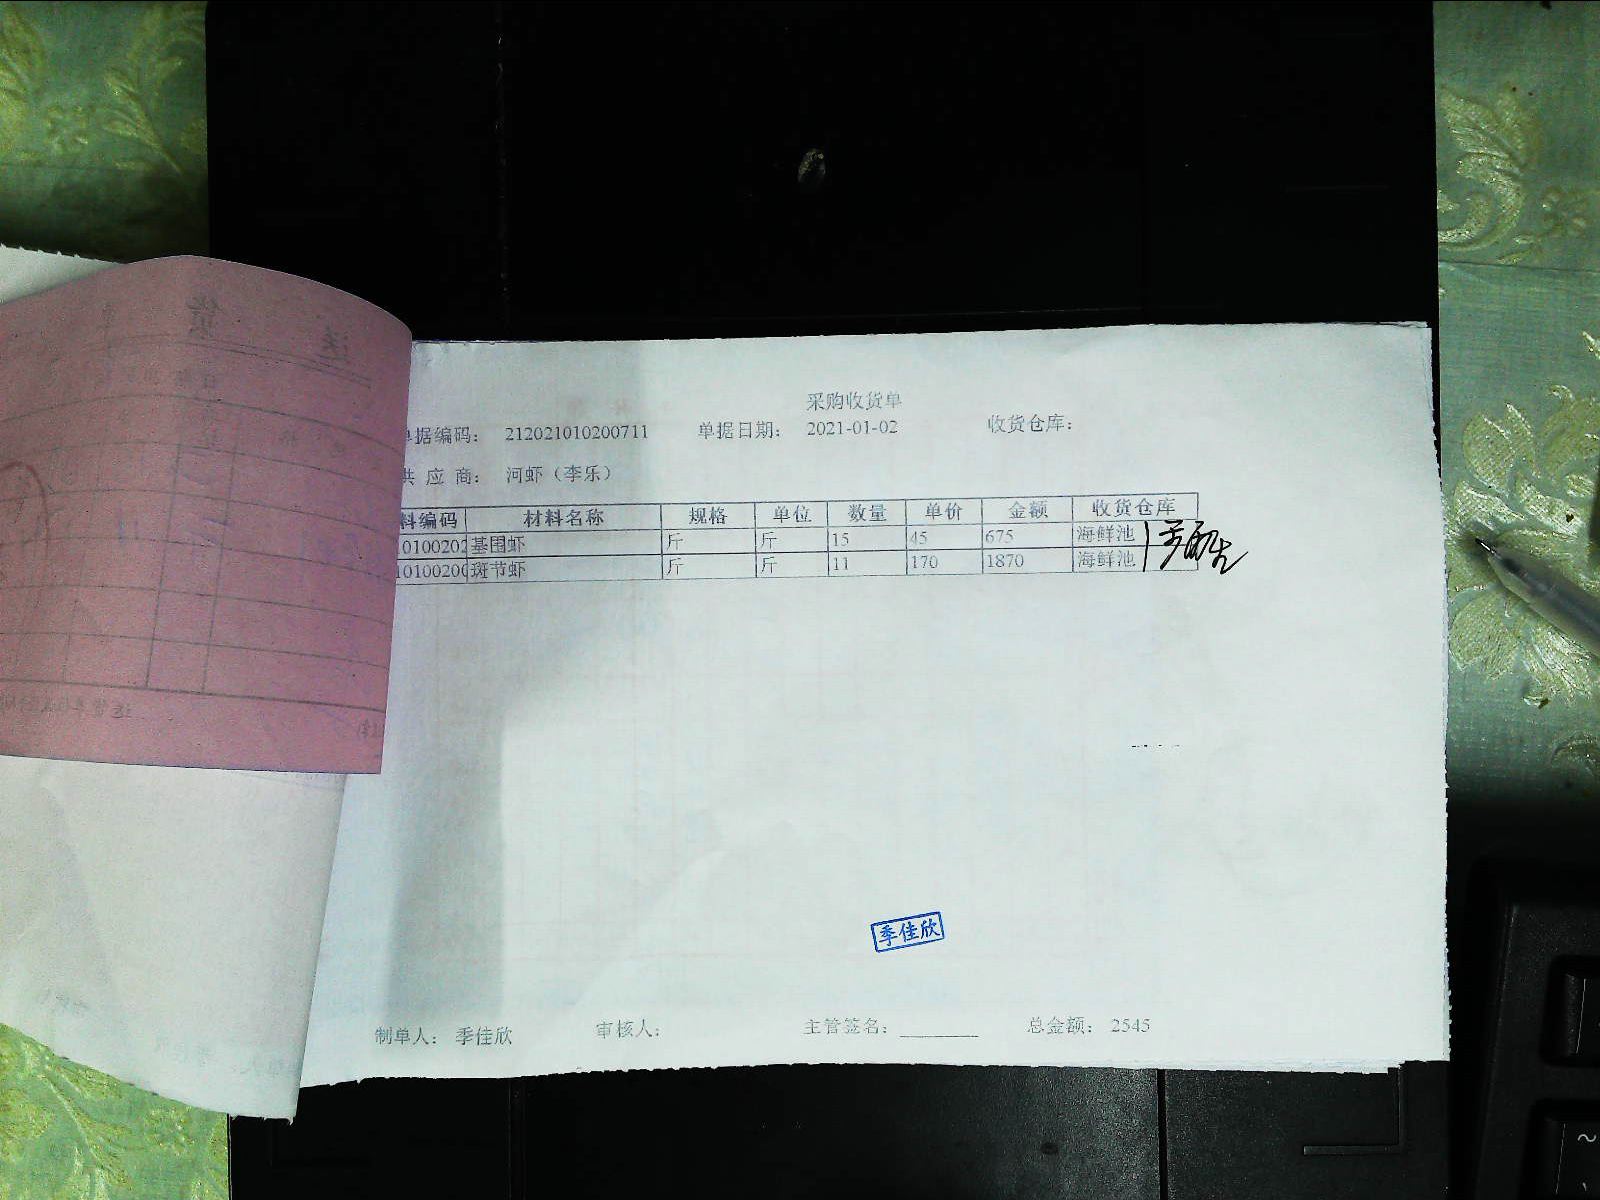 采购收货单
单据编码： 212021010200711 单据日期： 2021-01-02 收货仓库：
供 应 商： 河虾（李乐）
料编码 材料名称 规格 单位 数量 单价 金额 收货仓库
10100202 基围虾 斤 斤 15 45 675 海鲜池
1010020 斑节虾 斤 斤 11 170 1870 海鲜池
季佳欣
制单人： 季佳欣 审核人： 主管签名： 总金额： 2545
送 货